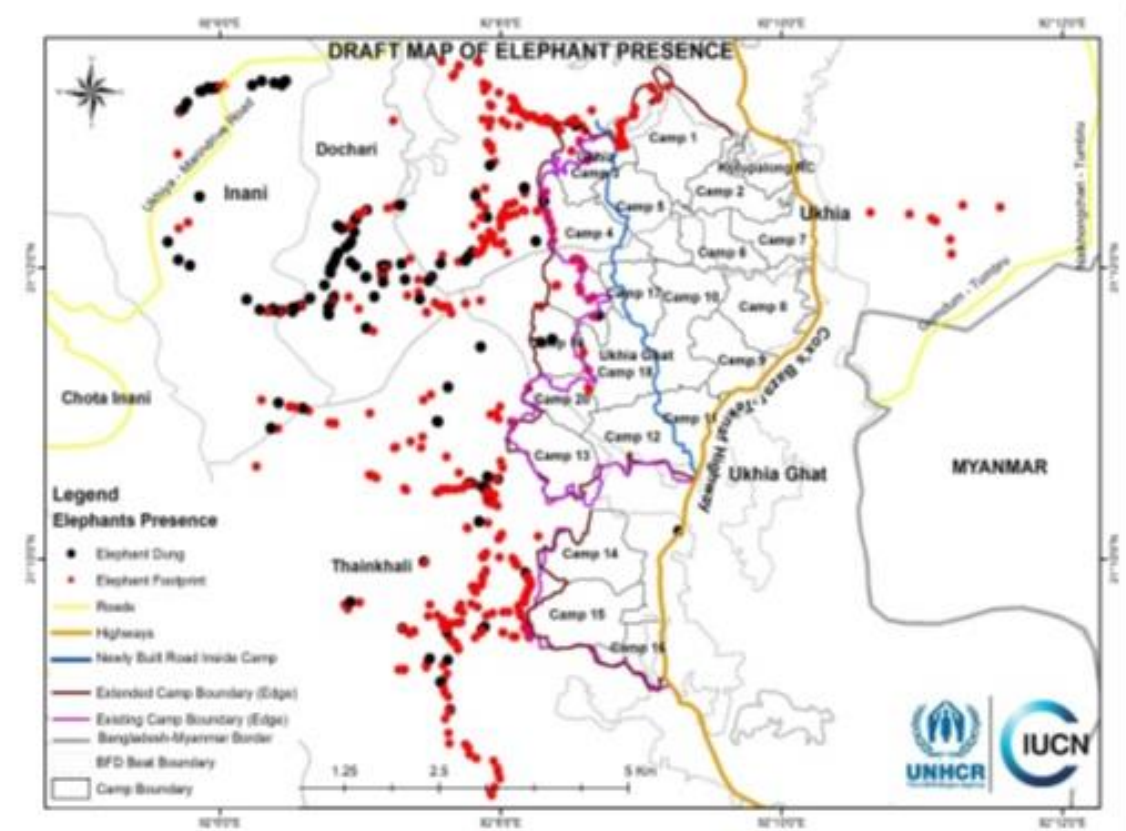 DRAFT MAP OF ELEPHANT PRESENCE
Dochari
Inani
Ukhiya - Marindrive Road
Chota Inani
Thainkhali
Camp 1
Camp 2
Camp 5
Camp 4
Camp 6
Camp 7
Camp 17
Camp 10
Camp 8
Camp 9
Ukhia Ghat
Camp 18
Camp 20
Camp 11
Camp 12
Camp 13
Camp 14
Camp 15
Camp 16
Ukhia
Ukhia Ghat
Cox's Bazar-Teknaf Highway
MYANMAR
Legend
Elephants Presence
Elephant Dung
Elephant Footprint
Roads
Highways
Newly Built Road Inside Camp
Extended Camp Boundary (Edge)
Existing Camp Boundary (Edge)
Bangladesh-Myanmar Border
BFD Beat Boundary
Camp Boundary
1.25 2.5 5 Km
UNHCR
IUCN